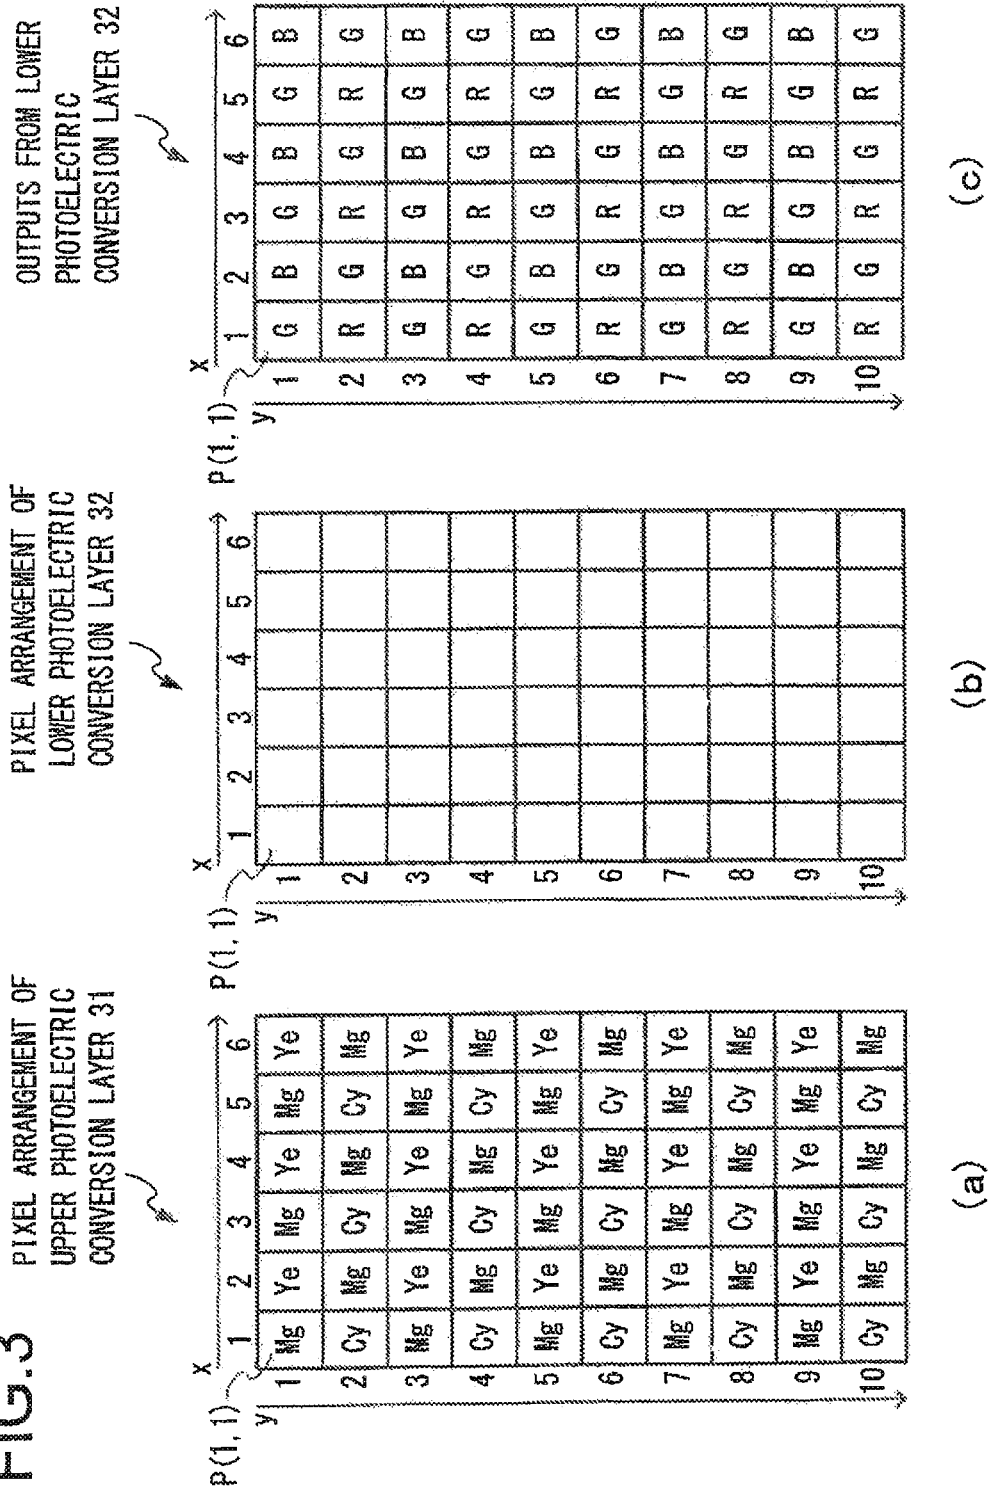 FIG.3
PIXEL ARRANGEMENT OF
UPPER PHOTOELECTRIC
CONVERSION LAYER 31
P(1, 1)
x
1 2 3 4 5 6
y
1 Mg Ye Mg Ye Mg Ye
2 Cy Mg Cy Mg Cy Mg
3 Mg Ye Mg Ye Mg Ye
4 Cy Mg Cy Mg Cy Mg
5 Mg Ye Mg Ye Mg Ye
6 Cy Mg Cy Mg Cy Mg
7 Mg Ye Mg Ye Mg Ye
8 Cy Mg Cy Mg Cy Mg
9 Mg Ye Mg Ye Mg Ye
10 Cy Mg Cy Mg Cy Mg
(a)
PIXEL ARRANGEMENT OF
LOWER PHOTOELECTRIC
CONVERSION LAYER 32
P(1, 1)
x
1 2 3 4 5 6
y
1
2
3
4
5
6
7
8
9
10
(b)
OUTPUTS FROM LOWER
PHOTOELECTRIC
CONVERSION LAYER 32
P(1, 1)
x
1 2 3 4 5 6
y
1 G B G B G B
2 R G R G R G
3 G B G B G B
4 R G R G R G
5 G B G B G B
6 R G R G R G
7 G B G B G B
8 R G R G R G
9 G B G B G B
10 R G R G R G
(c)